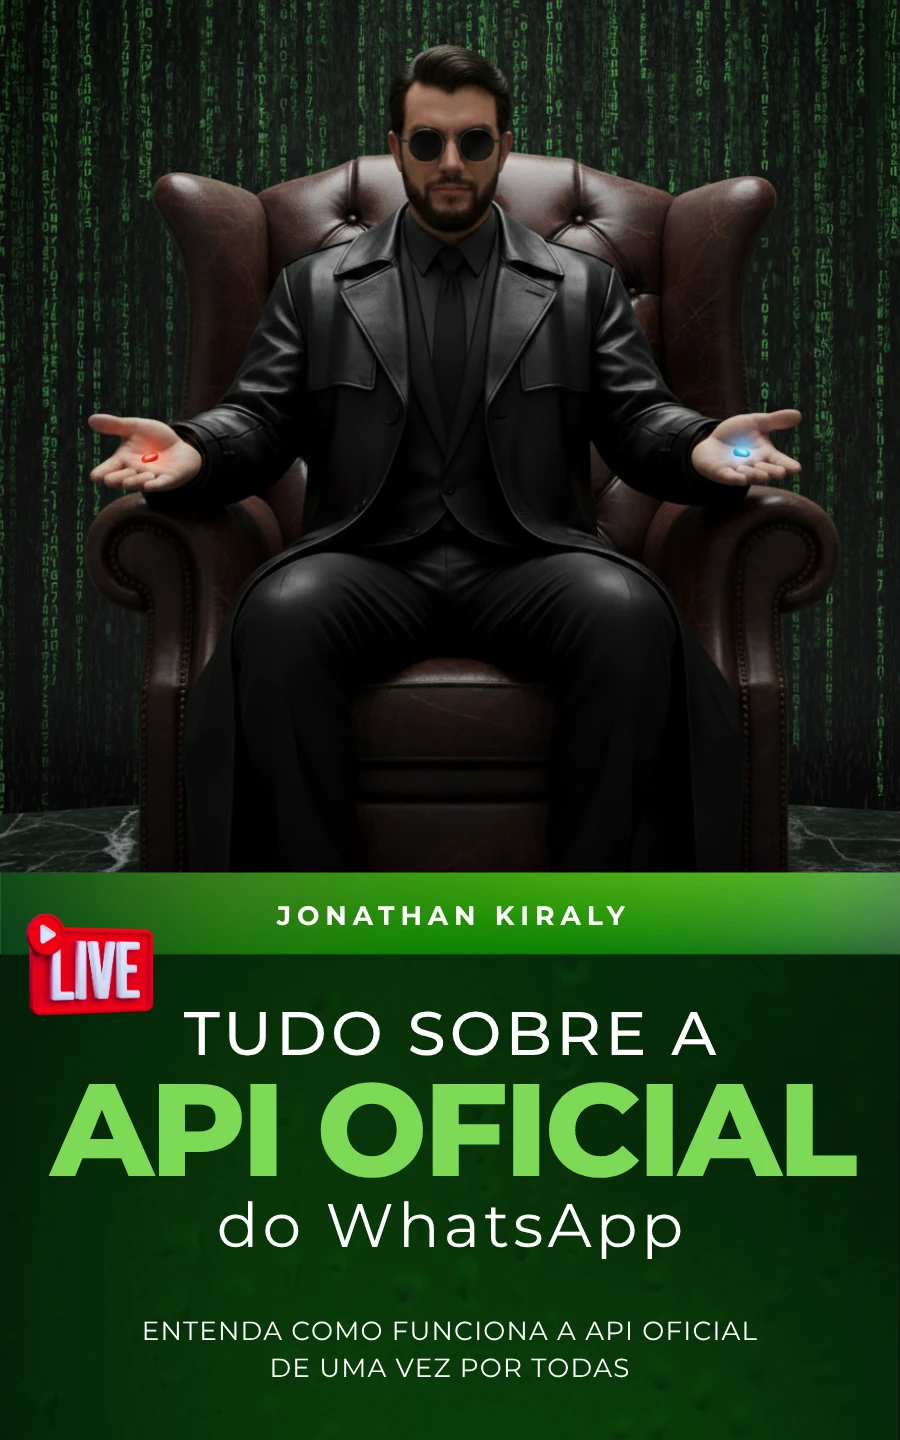 JONATHAN KIRALY
LIVE
TUDO SOBRE A
API OFICIAL
do WhatsApp
ENTENDA COMO FUNCIONA A API OFICIAL
DE UMA VEZ POR TODAS